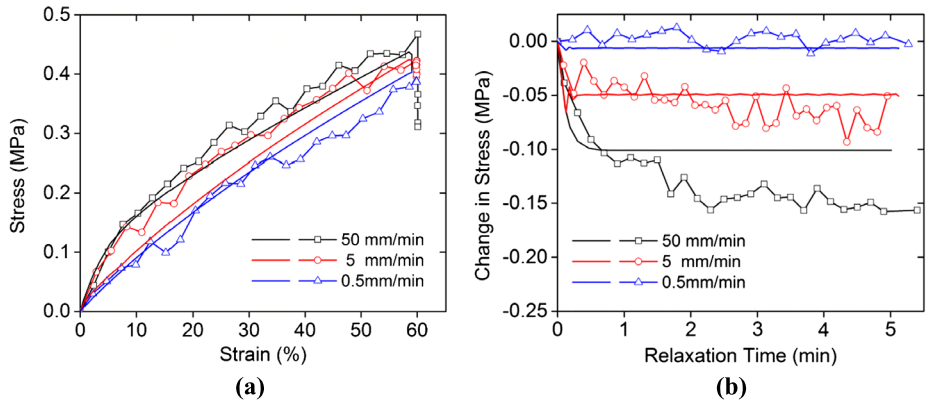 0.5
0.4
0.3
0.2
0.1
0.0
Stress (MPa)
0 10 20 30 40 50 60
Strain (%)
50 mm/min
5 mm/min
0.5mm/min
(a)
0.00
-0.05
-0.10
-0.15
-0.20
-0.25
Change in Stress (MPa)
0 1 2 3 4 5
Relaxation Time (min)
50 mm/min
5 mm/min
0.5mm/min
(b)